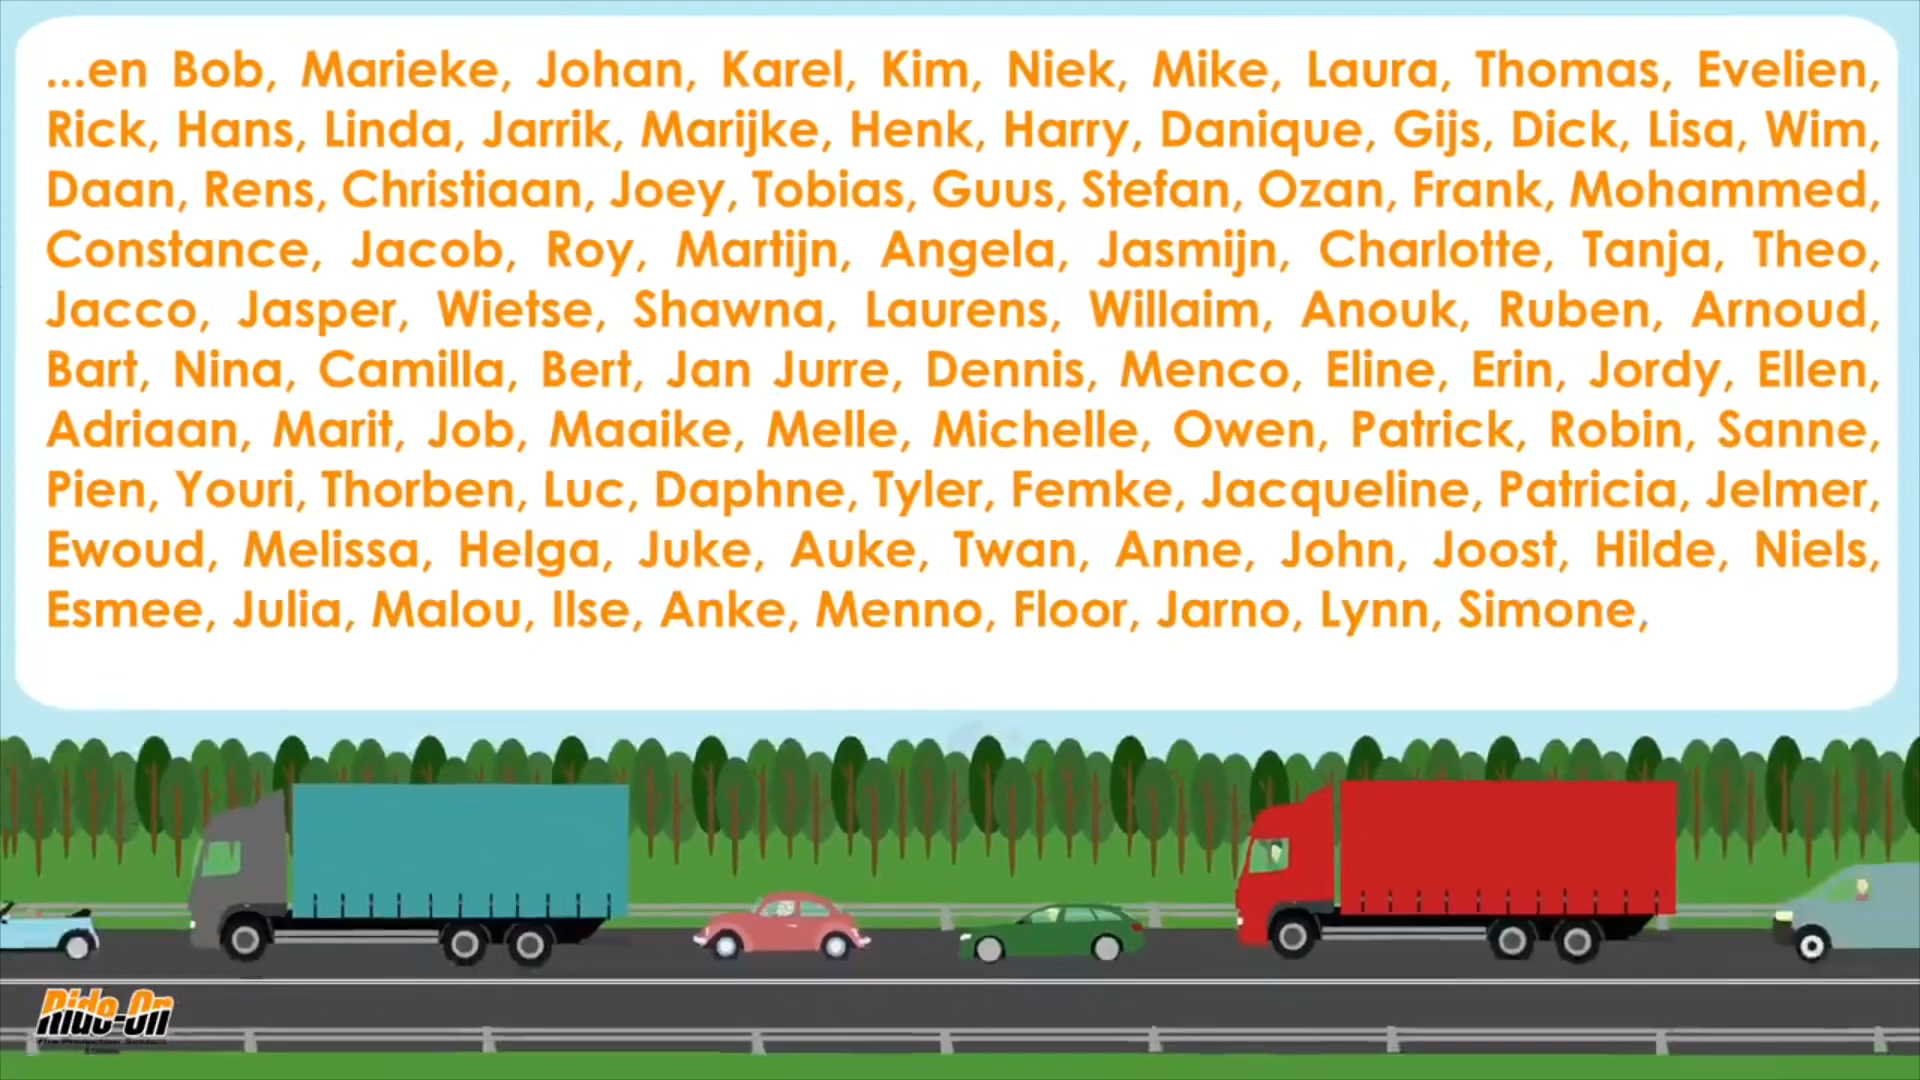 ...en Bob, Marieke, Johan, Karel, Kim, Niek, Mike, Laura, Thomas, Evelien,
Rick, Hans, Linda, Jarrik, Marijke, Henk, Harry, Danique, Gijs, Dick, Lisa, Wim,
Daan, Rens, Christiaan, Joey, Tobias, Guus, Stefan, Ozan, Frank, Mohammed,
Constance, Jacob, Roy, Martijn, Angela, Jasmijn, Charlotte, Tanja, Theo,
Jacco, Jasper, Wietse, Shawna, Laurens, Willaim, Anouk, Ruben, Arnoud,
Bart, Nina, Camilla, Bert, Jan Jurre, Dennis, Menco, Eline, Erin, Jordy, Ellen,
Adriaan, Marit, Job, Maaike, Melle, Michelle, Owen, Patrick, Robin, Sanne,
Pien, Youri, Thorben, Luc, Daphne, Tyler, Femke, Jacqueline, Patricia, Jelmer,
Ewoud, Melissa, Helga, Juke, Auke, Twan, Anne, John, Joost, Hilde, Niels,
Esmee, Julia, Malou, Ilse, Anke, Menno, Floor, Jarno, Lynn, Simone,
Ride-On